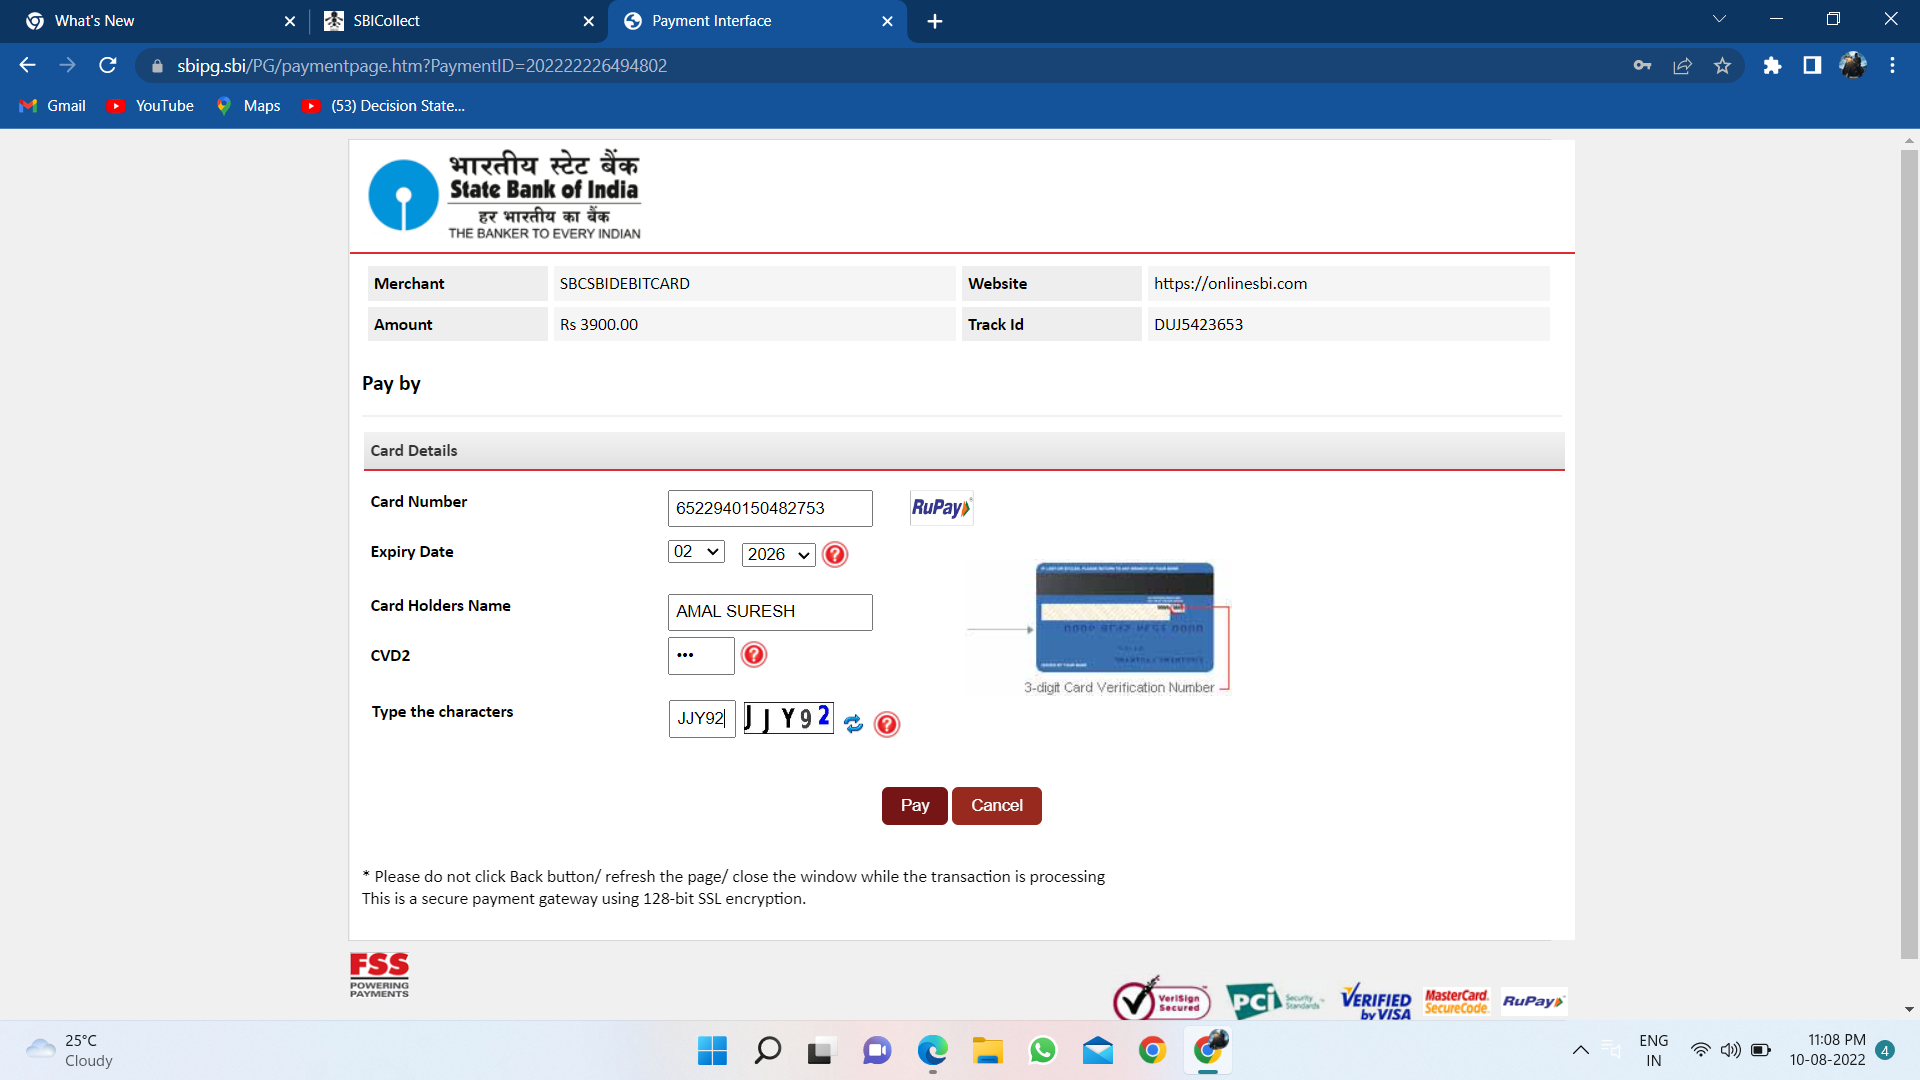 What's New
SBICollect
Payment Interface
sbipg.sbi/PG/paymentpage.htm?PaymentID=202222226494802
Gmail
YouTube
Maps
(53) Decision State...
भारतीय स्टेट बैंक
State Bank of India
हर भारतीय का बैंक
THE BANKER TO EVERY INDIAN
Merchant SBCSBIDEBITCARD Website https://onlinesbi.com
Amount Rs 3900.00 Track Id DUJ5423653
Pay by
Card Details
Card Number 6522940150482753 RuPay
Expiry Date 02 2026
Card Holders Name AMAL SURESH
CVD2 •••
3-digit Card Verification Number
Type the characters JJY92 JJY92
Pay Cancel
* Please do not click Back button/ refresh the page/ close the window while the transaction is processing
This is a secure payment gateway using 128-bit SSL encryption.
FSS
POWERING
PAYMENTS
VeriSign
Secured
PCI Security
Standards
VERIFIED
by VISA
MasterCard.
SecureCode.
RuPay
25°C
Cloudy
ENG
IN
11:08 PM
10-08-2022
4